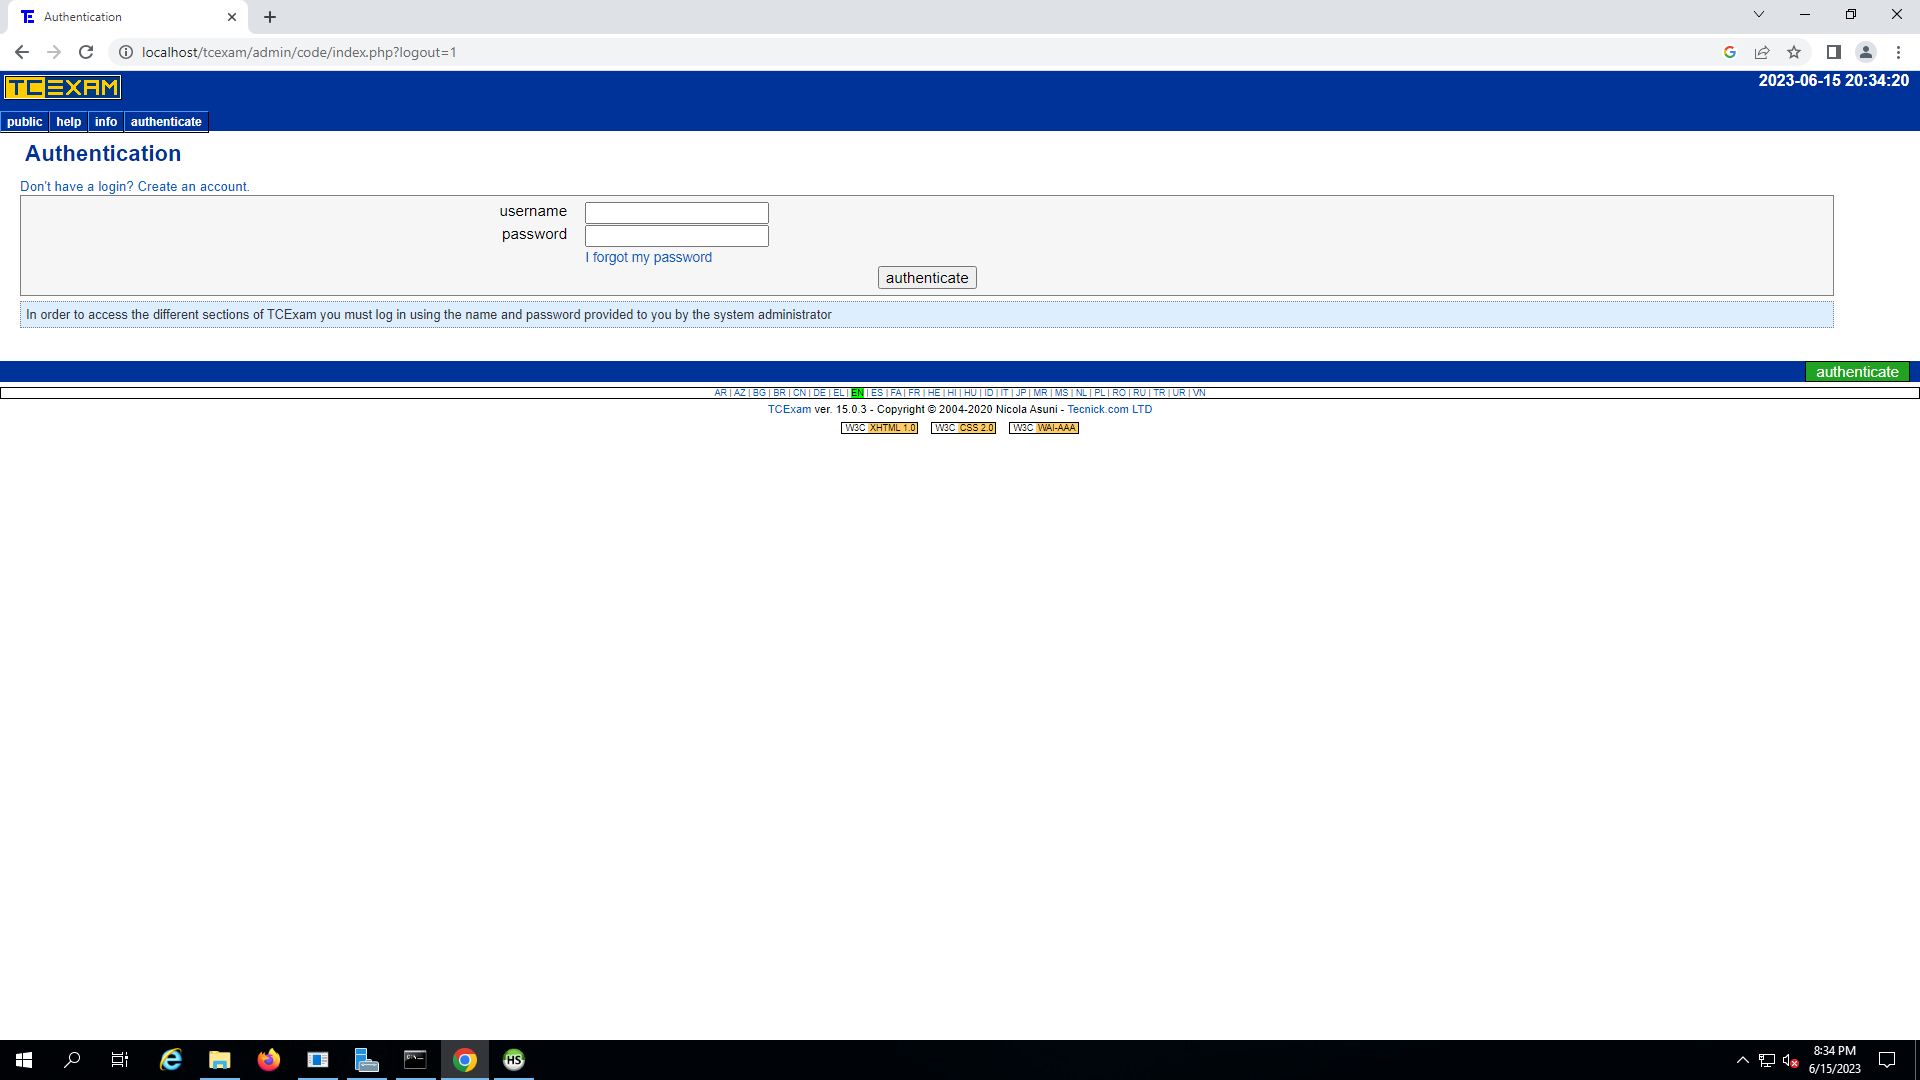 Authentication
localhost/tcexam/admin/code/index.php?logout=1
TCEXAM
2023-06-15 20:34:20
public help info authenticate
Authentication
Don't have a login? Create an account.
username
password
I forgot my password
authenticate
In order to access the different sections of TCExam you must log in using the name and password provided to you by the system administrator
authenticate
AR | AZ | BG | BR | CN | DE | EL | EN | ES | FA | FR | HE | HI | HU | ID | IT | JP | MR | MS | NL | PL | RO | RU | TR | UR | VN
TCExam ver. 15.0.3 - Copyright © 2004-2020 Nicola Asuni - Tecnick.com LTD
W3C XHTML 1.0 W3C CSS 2.0 W3C WAI-AAA
HS
8:34 PM
6/15/2023